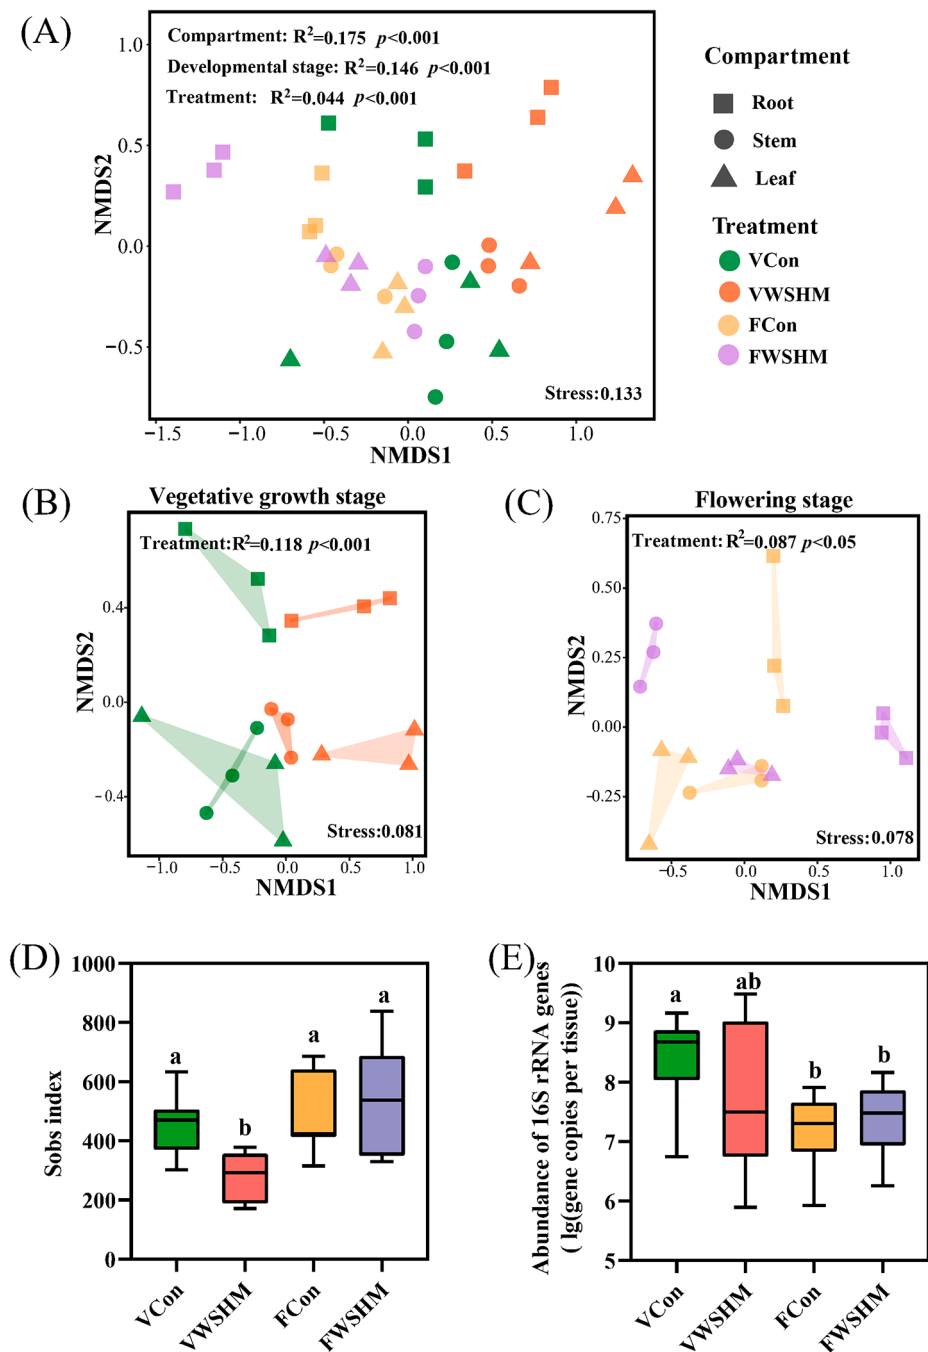 (A)
Compartment: R²=0.175 p<0.001
Developmental stage: R²=0.146 p<0.001
Treatment: R²=0.044 p<0.001
1.0
0.5
0.0
−0.5
NMDS2
−1.5 −1.0 −0.5 0.0 0.5 1.0
NMDS1
Stress:0.133
Compartment
Root
Stem
Leaf
Treatment
VCon
VWSHM
FCon
FWSHM
(B)
Vegetative growth stage
Treatment:R²=0.118 p<0.001
0.4
0.0
−0.4
NMDS2
Stress:0.081
−1.0 −0.5 0.0 0.5 1.0
NMDS1
(C)
Flowering stage
Treatment: R²=0.087 p<0.05
0.75
0.50
0.25
0.00
−0.25
NMDS2
Stress:0.078
−0.5 0.0 0.5 1.0
NMDS1
(D)
1000
800
600
400
200
0
Sobs index
a
b
a
a
VCon
VWSHM
FCon
FWSHM
(E)
10
9
8
7
6
5
Abundance of 16S rRNA genes
( lg(gene copies per tissue))
a
ab
b
b
VCon
VWSHM
FCon
FWSHM